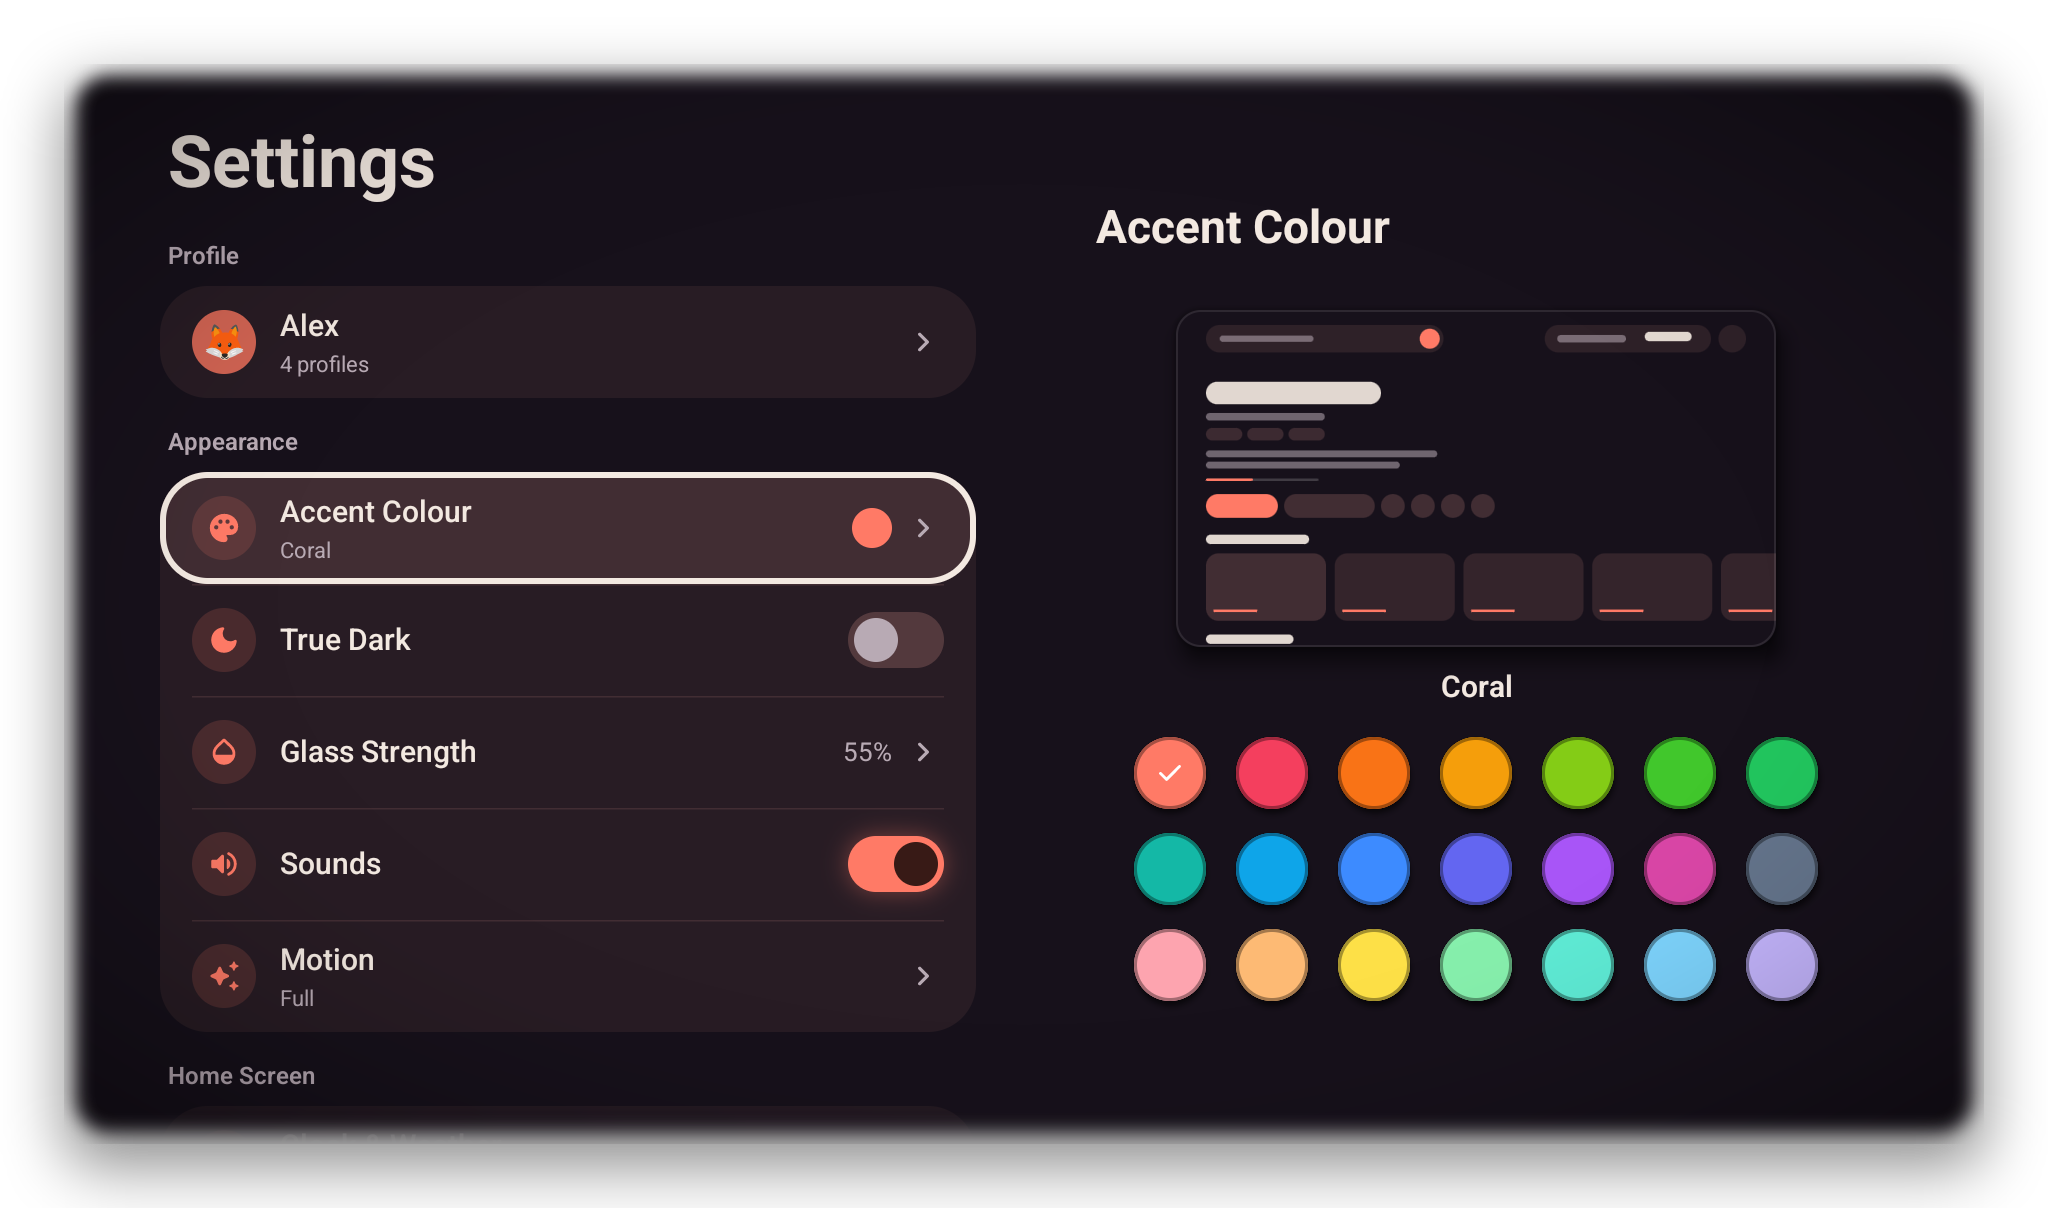 Settings
Profile
Alex
4 profiles
Appearance
Accent Colour
Coral
True Dark
Glass Strength
55%
Sounds
Motion
Full
Home Screen
Accent Colour
Coral